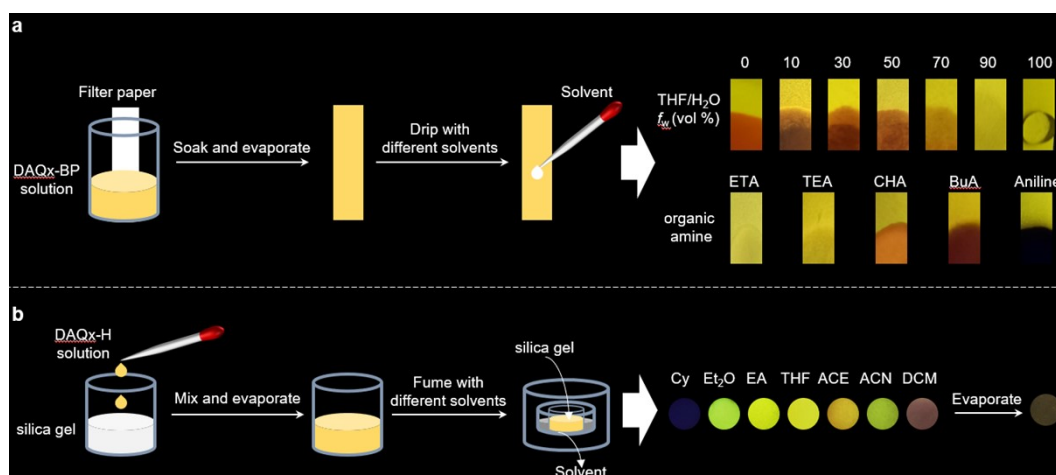 a
Filter paper
DAQx-BP
solution
Soak and evaporate
Drip with
different solvents
Solvent
THF/H₂O
fw(vol %)
0 10 30 50 70 90 100
organic
amine
ETA TEA CHA BuA Aniline
b
DAQx-H
solution
silica gel
Mix and evaporate
Fume with
different solvents
silica gel
Solvent
Cy Et₂O EA THF ACE ACN DCM
Evaporate